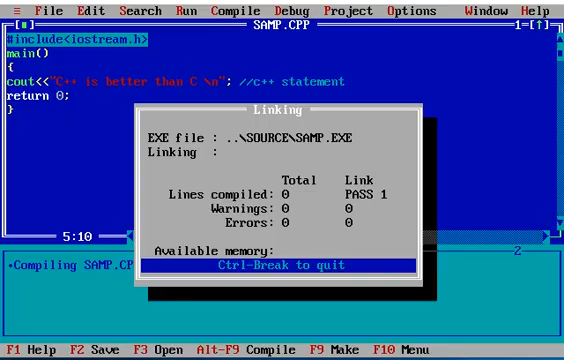 ≡ File Edit Search Run Compile Debug Project Options Window Help
[■] SAMP.CPP 1=[↑]
#include<iostream.h>
main()
{
cout<<"C++ is better than C \n"; //c++ statement
return 0;
}
Linking
EXE file : ..\SOURCE\SAMP.EXE
Linking :
Total Link
Lines compiled: 0 PASS 1
Warnings: 0 0
Errors: 0 0
Available memory:
Ctrl-Break to quit
5:10
2
•Compiling SAMP.CP
F1 Help F2 Save F3 Open Alt-F9 Compile F9 Make F10 Menu